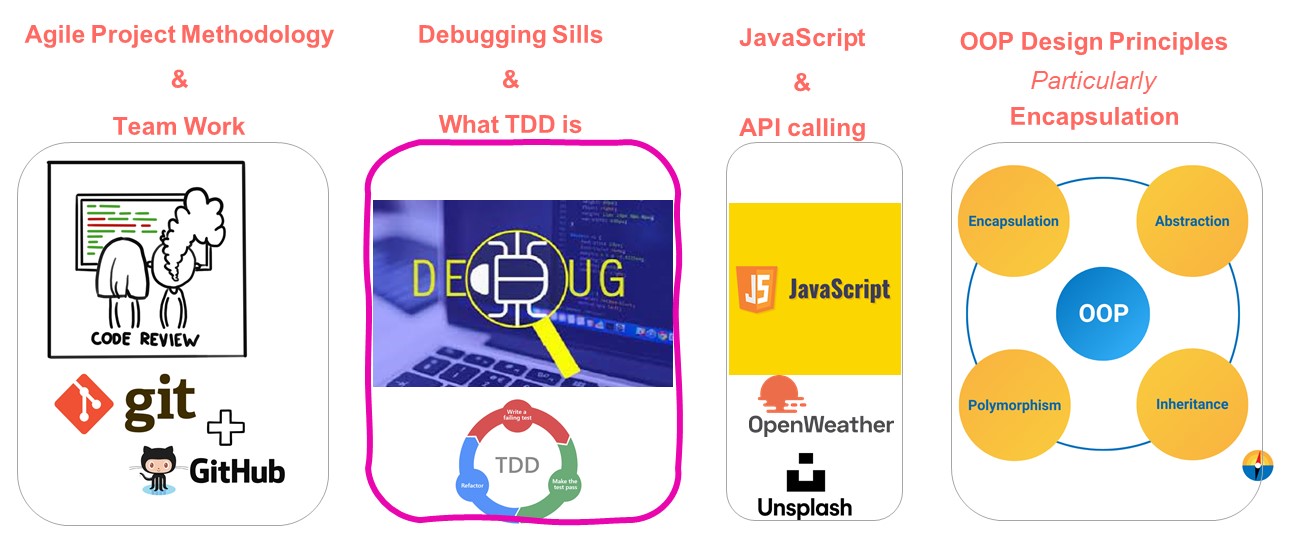 Agile Project Methodology
&
Team Work
CODE REVIEW
git
GitHub
Debugging Sills
&
What TDD is
DEBUG
Write a
failing test
TDD
Refactor
Make the
test pass
JavaScript
&
API calling
JS
JavaScript
OpenWeather
Unsplash
OOP Design Principles
Particularly
Encapsulation
Encapsulation
Abstraction
OOP
Polymorphism
Inheritance